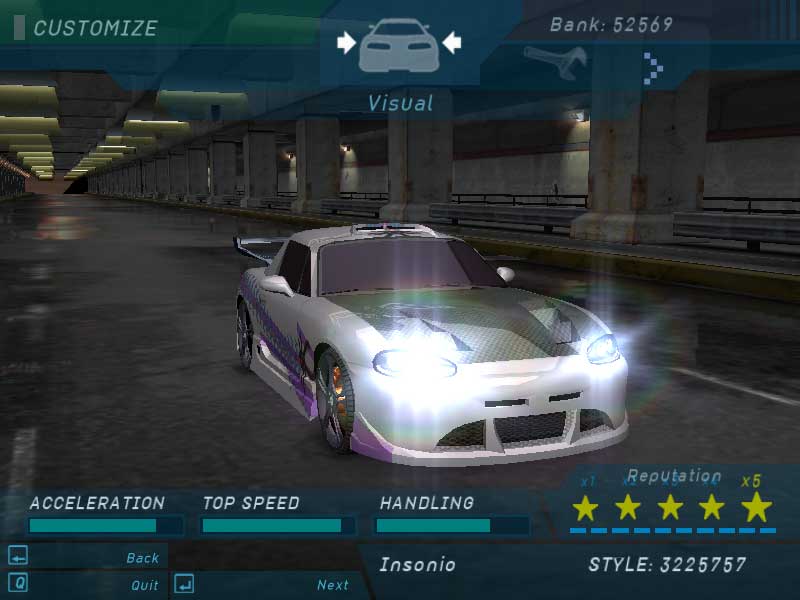 CUSTOMIZE
Bank: 52569
Visual
Reputation
x1 x5
ACCELERATION TOP SPEED HANDLING
Back
Q Quit
Next
Insonio
STYLE: 3225757